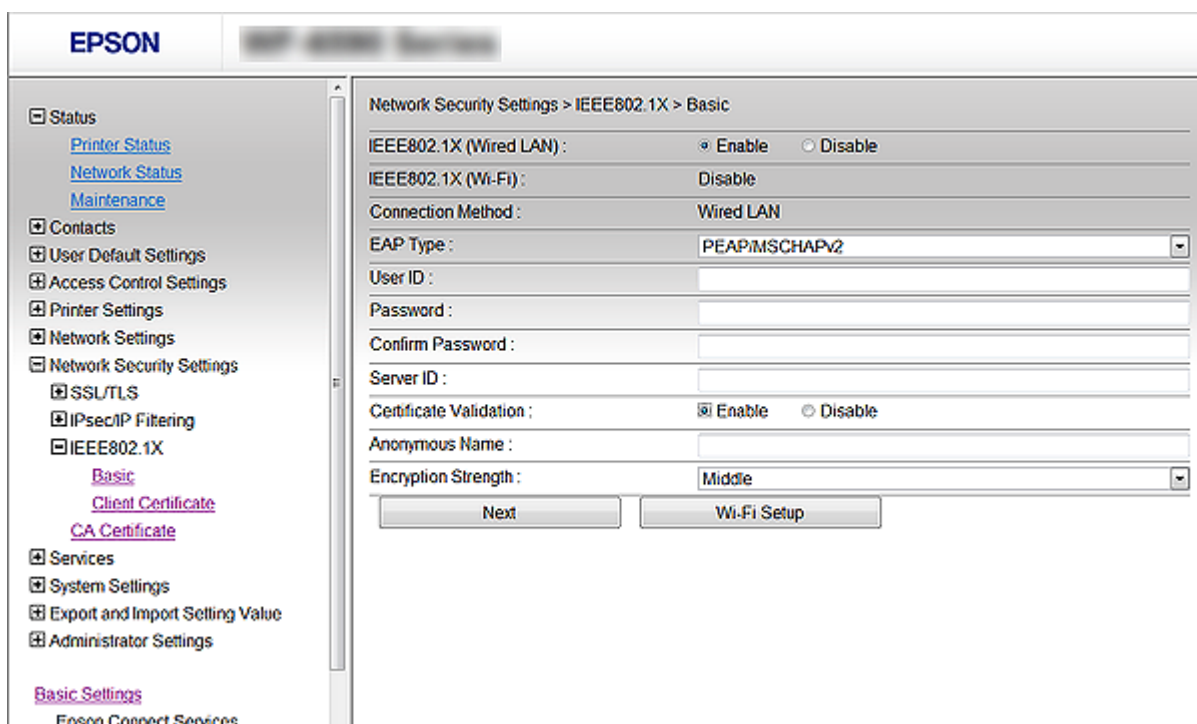 EPSON
Status
Printer Status
Network Status
Maintenance
Contacts
User Default Settings
Access Control Settings
Printer Settings
Network Settings
Network Security Settings
SSL/TLS
IPsec/IP Filtering
IEEE802.1X
Basic
Client Certificate
CA Certificate
Services
System Settings
Export and Import Setting Value
Administrator Settings
Basic Settings
Epson Connect Services
Network Security Settings > IEEE802.1X > Basic
IEEE802.1X (Wired LAN) : Enable Disable
IEEE802.1X (Wi-Fi) : Disable
Connection Method : Wired LAN
EAP Type : PEAP/MSCHAPv2
User ID :
Password :
Confirm Password :
Server ID :
Certificate Validation : Enable Disable
Anonymous Name :
Encryption Strength : Middle
Next Wi-Fi Setup